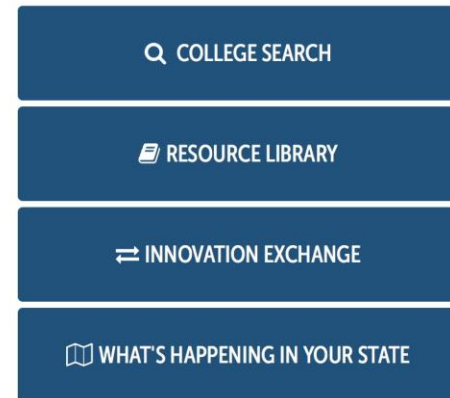 COLLEGE SEARCH
RESOURCE LIBRARY
INNOVATION EXCHANGE
WHAT'S HAPPENING IN YOUR STATE